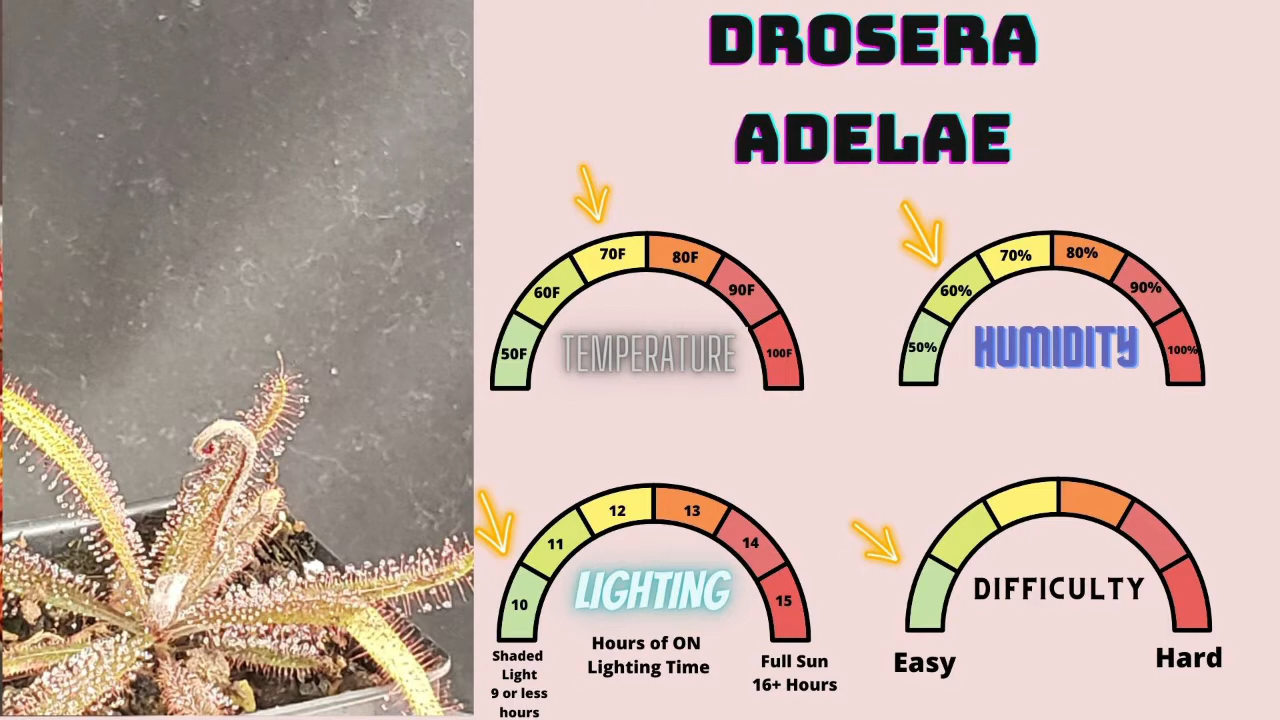 DROSERA
ADELAE
50F
60F
70F
80F
90F
100F
TEMPERATURE
50%
60%
70%
80%
90%
100%
HUMIDITY
10
11
12
13
14
15
LIGHTING
Hours of ON
Lighting Time
Shaded
Light
9 or less
hours
Full Sun
16+ Hours
DIFFICULTY
Easy
Hard